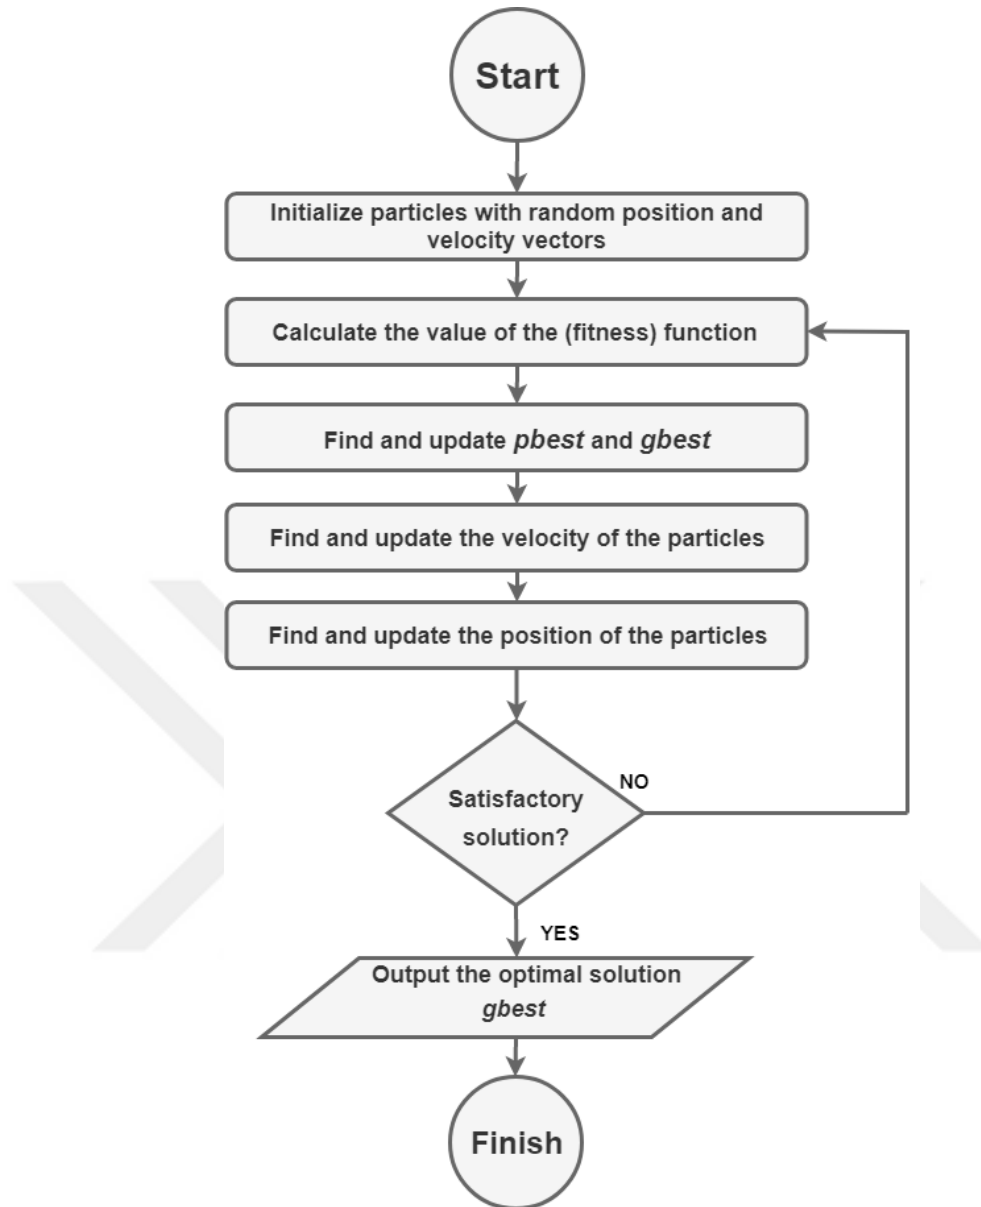 Start
Initialize particles with random position and
velocity vectors
Calculate the value of the (fitness) function
Find and update pbest and gbest
Find and update the velocity of the particles
Find and update the position of the particles
Satisfactory
solution?
NO
YES
Output the optimal solution
gbest
Finish